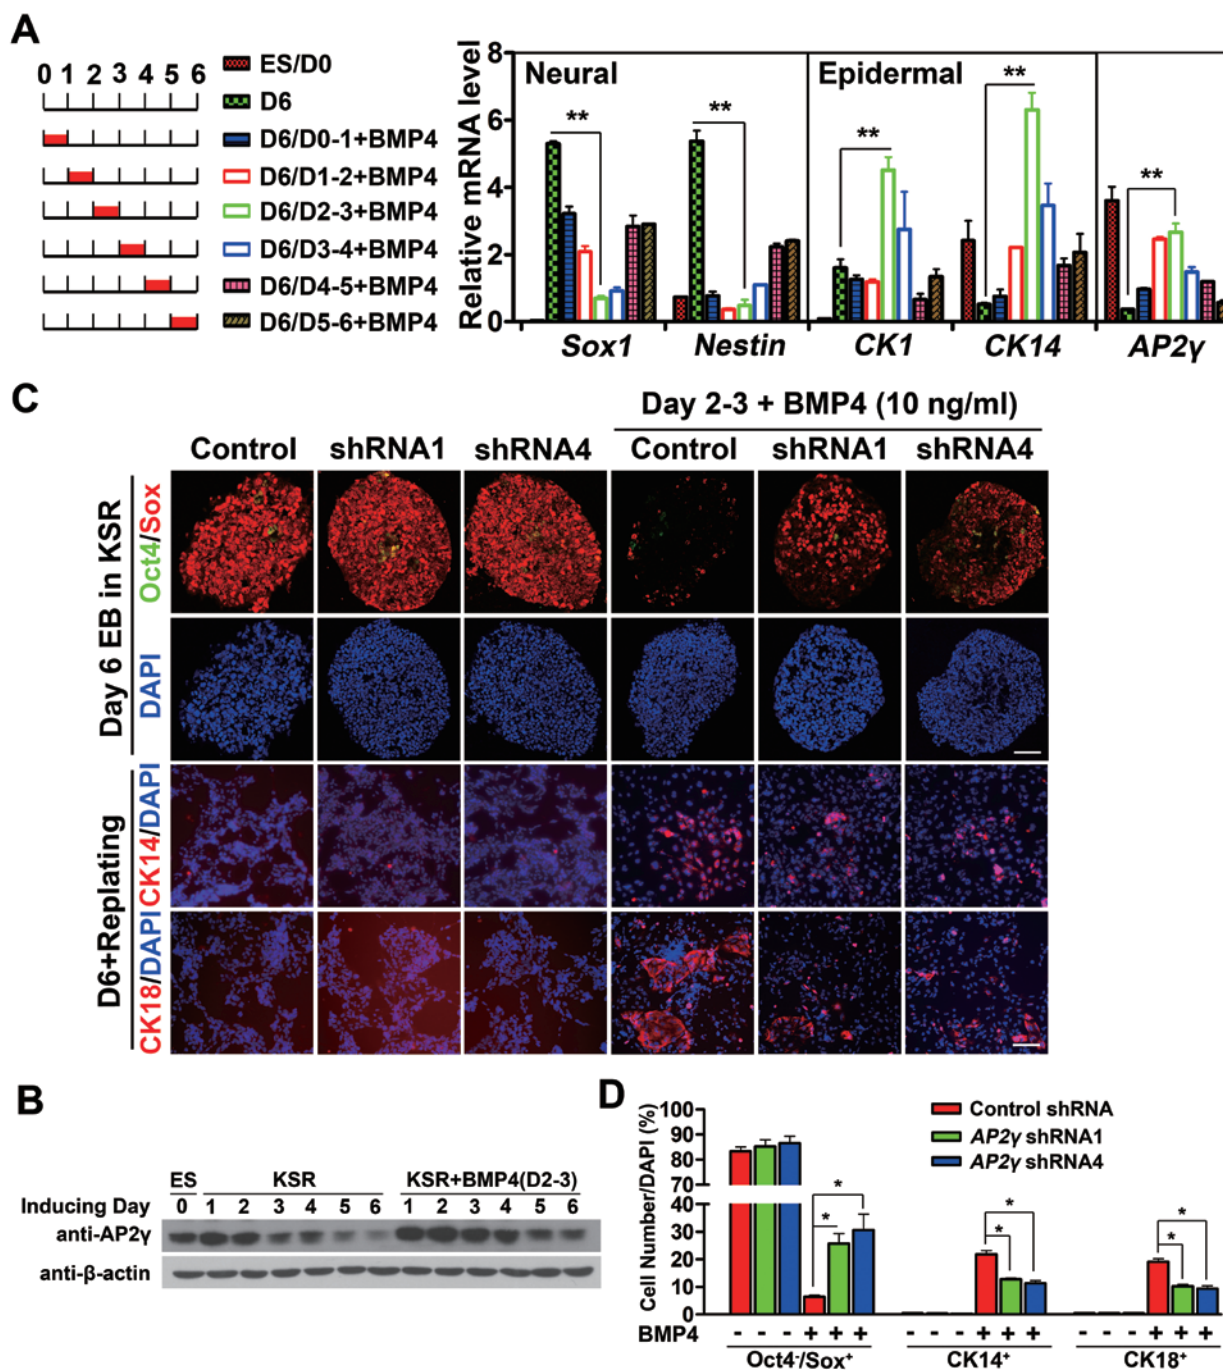 A
0 1 2 3 4 5 6
ES/D0
D6
D6/D0-1+BMP4
D6/D1-2+BMP4
D6/D2-3+BMP4
D6/D3-4+BMP4
D6/D4-5+BMP4
D6/D5-6+BMP4
Relative mRNA level
8
6
4
2
0
Neural
Epidermal
**
**
**
**
**
Sox1 Nestin CK1 CK14 AP2γ
C
Day 2-3 + BMP4 (10 ng/ml)
Control shRNA1 shRNA4 Control shRNA1 shRNA4
Day 6 EB in KSR
Oct4/Sox
DAPI
D6+Replating
CK14/DAPI
CK18/DAPI
B
ES KSR KSR+BMP4(D2-3)
Inducing Day 0 1 2 3 4 5 6 1 2 3 4 5 6
anti-AP2γ
anti-β-actin
D
Cell Number/DAPI (%)
100
90
80
40
30
20
10
0
Control shRNA
AP2γ shRNA1
AP2γ shRNA4
*
*
*
*
*
*
BMP4 - - - + + + - - - + + + - - - + + +
Oct4⁻/Sox⁺ CK14⁺ CK18⁺